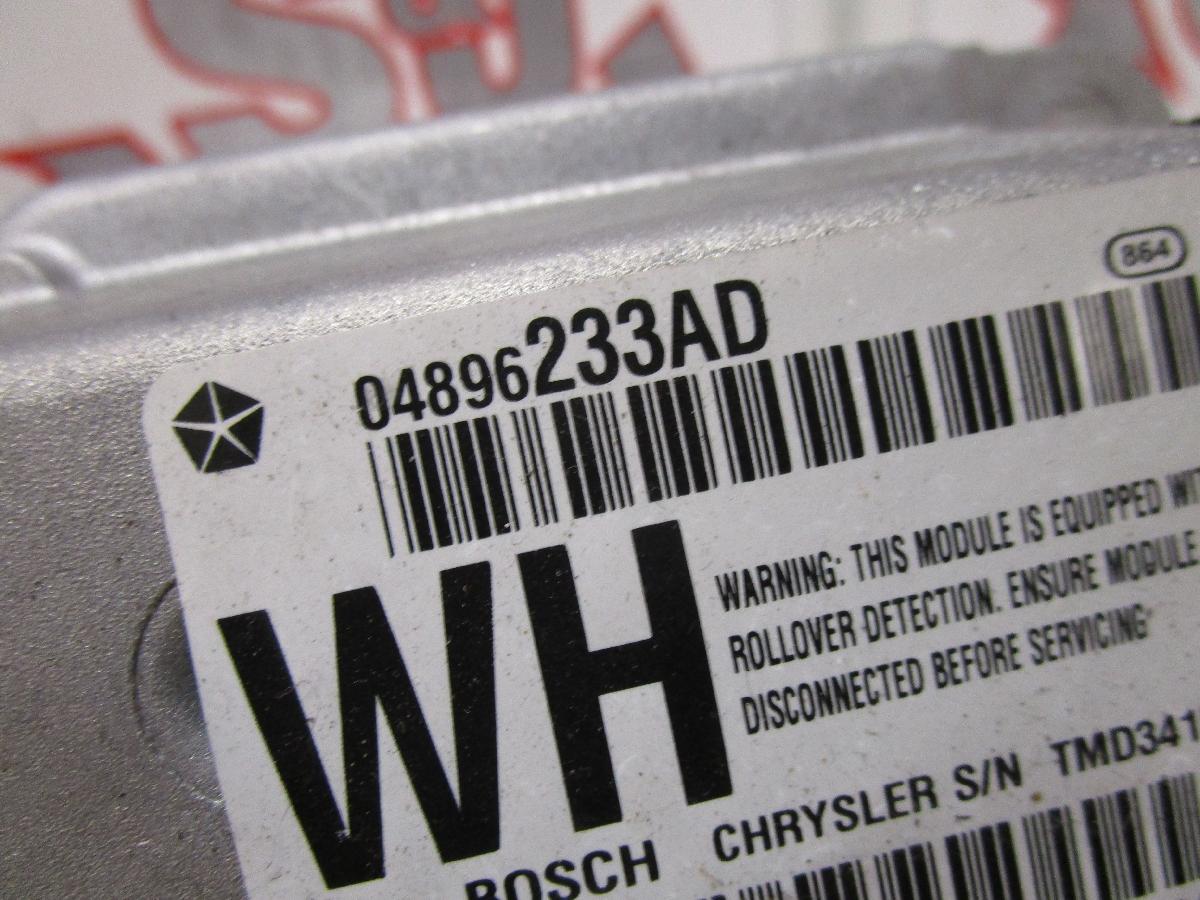 864
04896233AD
WH
WARNING: THIS MODULE IS EQUIPPED
ROLLOVER DETECTION. ENSURE MODULE
DISCONNECTED BEFORE SERVICING
BOSCH CHRYSLER S/N TMD341